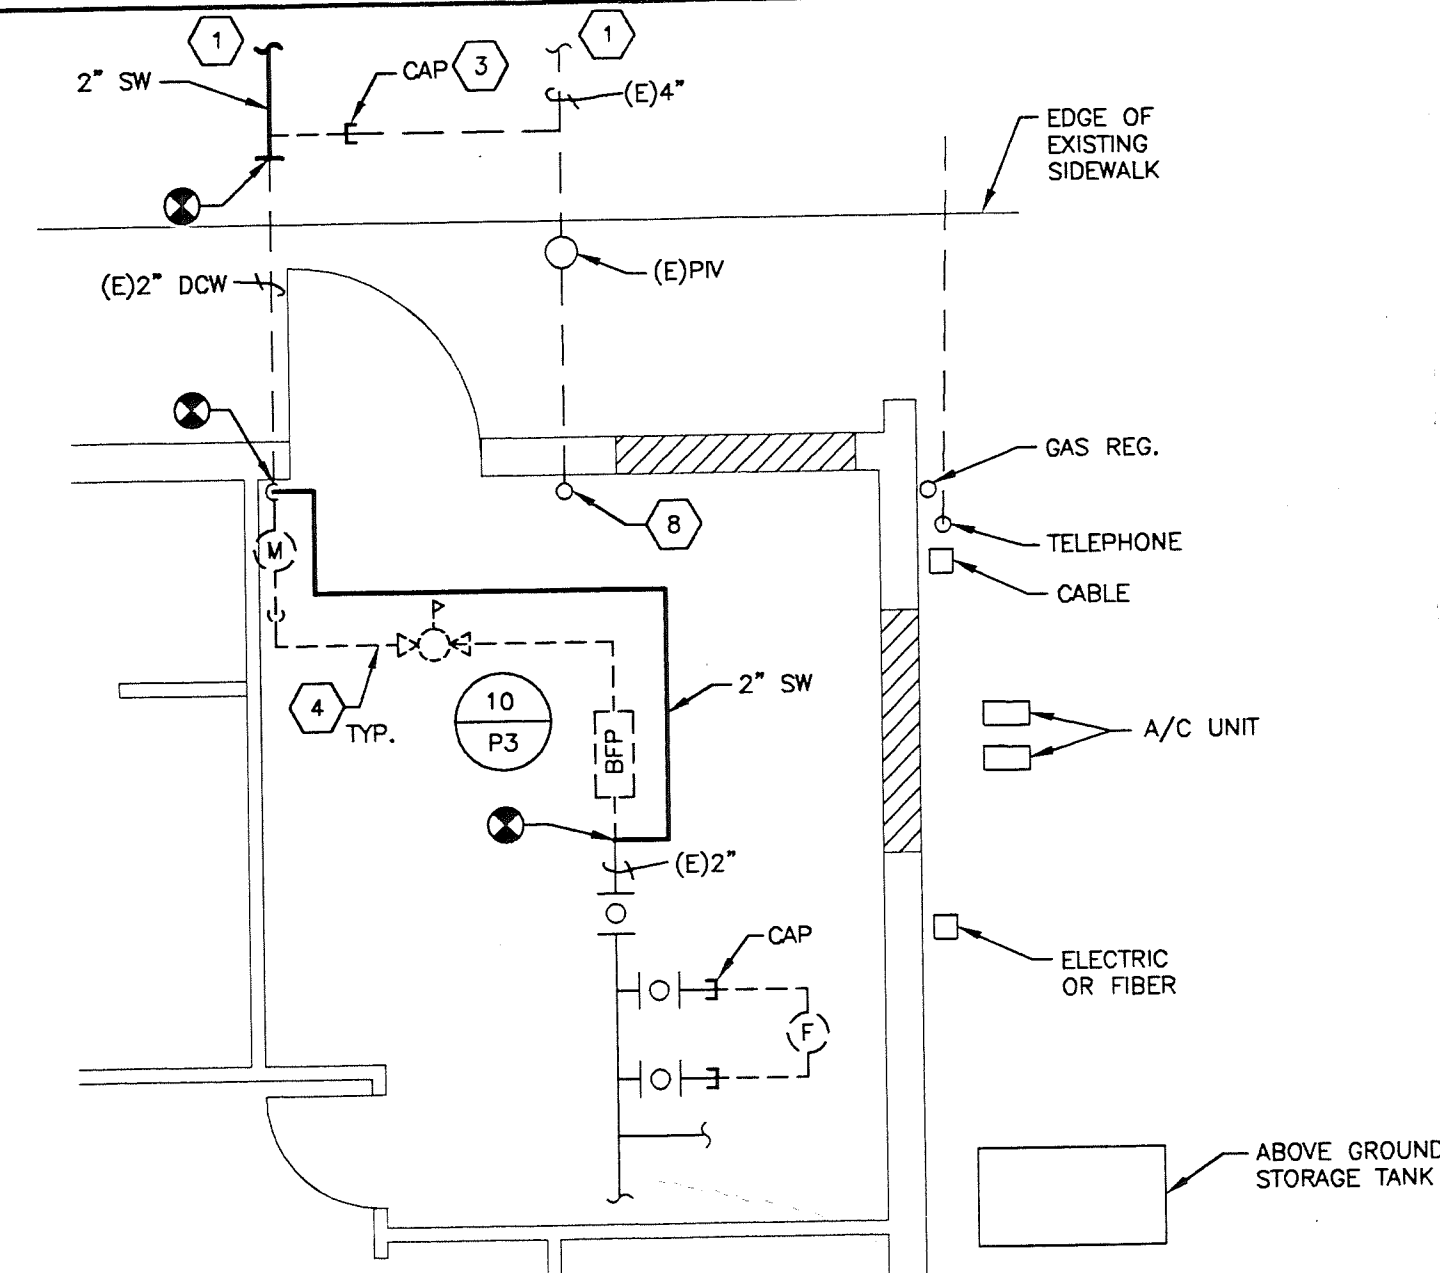 1
1
2" SW
CAP
3
(E)4"
EDGE OF
EXISTING
SIDEWALK
(E)PIV
(E)2" DCW
GAS REG.
8
M
TELEPHONE
CABLE
P
4
TYP.
10
P3
2" SW
BFP
A/C UNIT
(E)2"
CAP
ELECTRIC
OR FIBER
F
ABOVE GROUND
STORAGE TANK